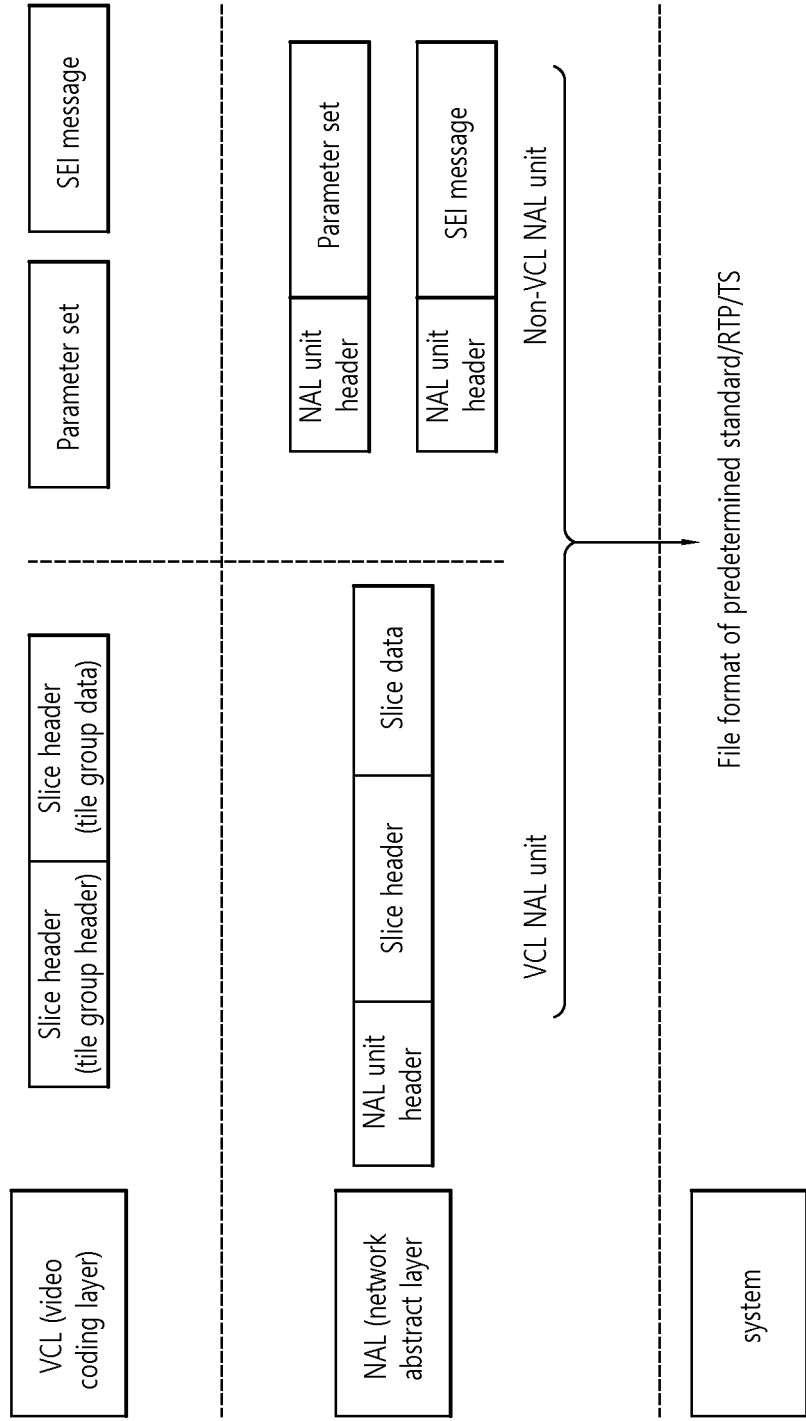 VCL (video
coding layer)
Slice header
(tile group header)
Slice header
(tile group data)
Parameter set
SEI message
NAL (network
abstract layer)
NAL unit
header
Slice header
Slice data
NAL unit
header
Parameter set
NAL unit
header
SEI message
VCL NAL unit
Non-VCL NAL unit
system
File format of predetermined standard/RTP/TS